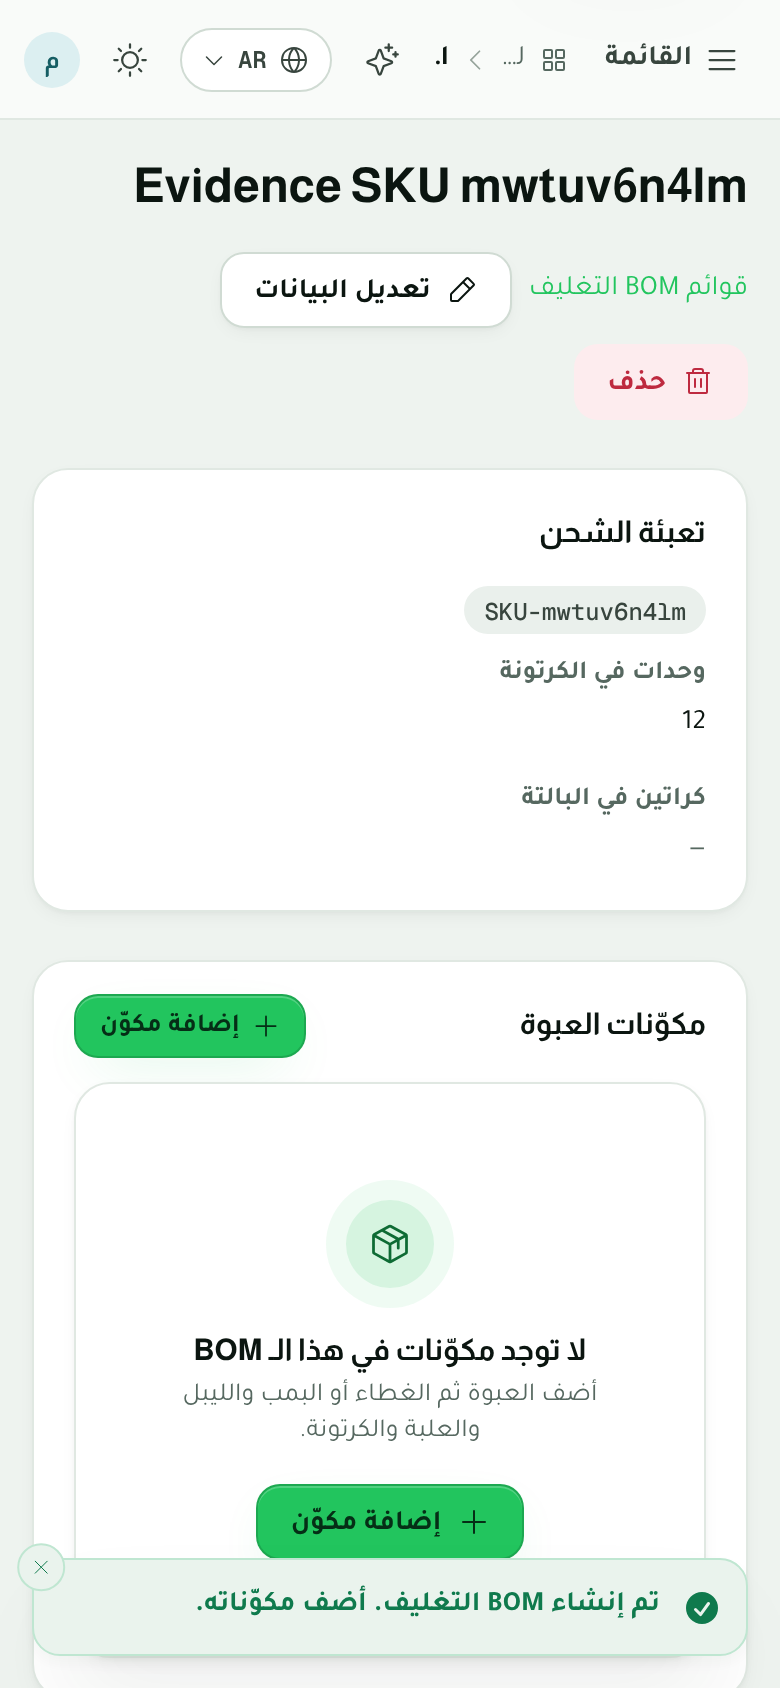 القائمة
لـ...
ا.
AR
م
Evidence SKU mwtuv6n4lm
قوائم BOM التغليف
تعديل البيانات
حذف
تعبئة الشحن
SKU-mwtuv6n4lm
وحدات في الكرتونة
12
كراتين في البالتة
—
مكوّنات العبوة
إضافة مكوّن
لا توجد مكوّنات في هذا الـ BOM
أضف العبوة ثم الغطاء أو البمب والليبل
والعلبة والكرتونة.
إضافة مكوّن
تم إنشاء BOM التغليف. أضف مكوّناته.